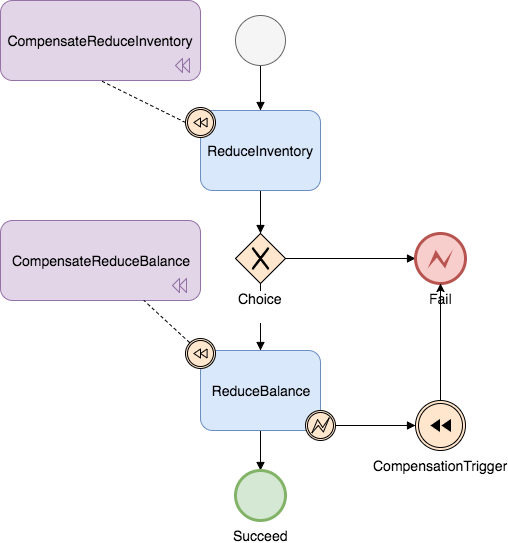 CompensateReduceInventory
ReduceInventory
CompensateReduceBalance
Choice
Fail
ReduceBalance
CompensationTrigger
Succeed